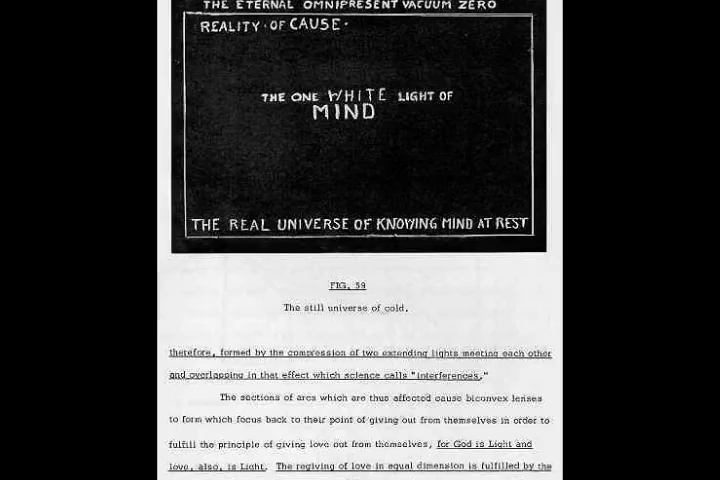 THE ETERNAL OMNIPRESENT VACUUM ZERO
REALITY · OF CAUSE ·
THE ONE WHITE LIGHT OF
MIND
THE REAL UNIVERSE OF KNOWING MIND AT REST
FIG. 59
The still universe of cold.
therefore, formed by the compression of two extending lights meeting each other
and overlapping in that effect which science calls "interferences."
The sections of arcs which are thus affected cause biconvex lenses
to form which focus back to their point of giving out from themselves in order to
fulfill the principle of giving love out from themselves, for God is Light and
love, also, is Light. The regiving of love in equal dimension is fulfilled by the